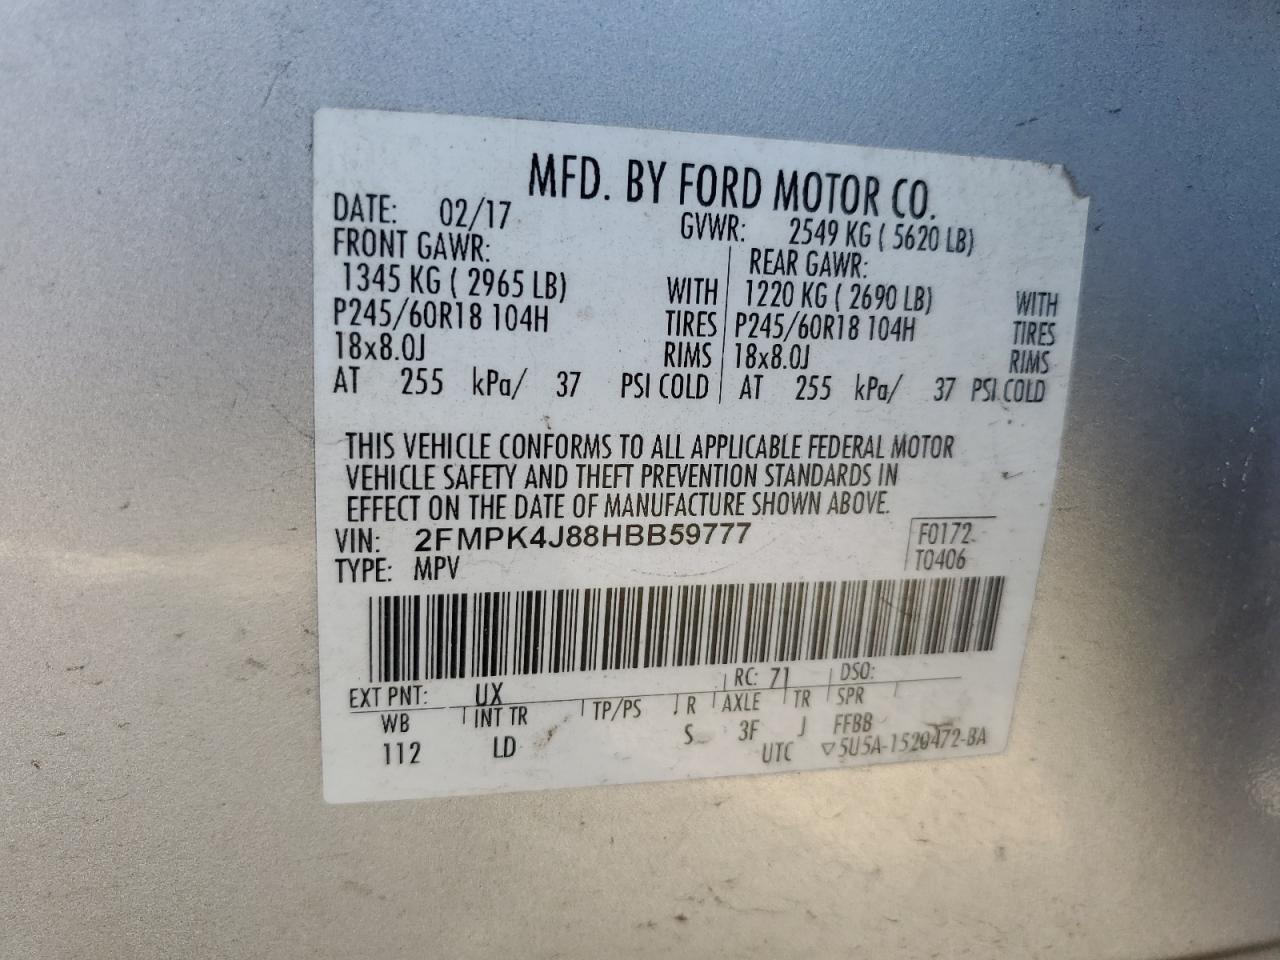 MFD. BY FORD MOTOR CO.
DATE: 02/17 GVWR: 2549 KG ( 5620 LB)
FRONT GAWR: REAR GAWR:
1345 KG ( 2965 LB) WITH 1220 KG ( 2690 LB) WITH
P245/60R18 104H TIRES P245/60R18 104H TIRES
18x8.0J RIMS 18x8.0J RIMS
AT 255 kPa/ 37 PSI COLD AT 255 kPa/ 37 PSI COLD
THIS VEHICLE CONFORMS TO ALL APPLICABLE FEDERAL MOTOR
VEHICLE SAFETY AND THEFT PREVENTION STANDARDS IN
EFFECT ON THE DATE OF MANUFACTURE SHOWN ABOVE.
VIN: 2FMPK4J88HBB59777 F0172
TYPE: MPV T0406
EXT PNT: UX RC: 71 DSO:
WB INT TR TP/PS R AXLE TR SPR
112 LD S 3F J FFBB
UTC ▽5U5A-1520472-BA